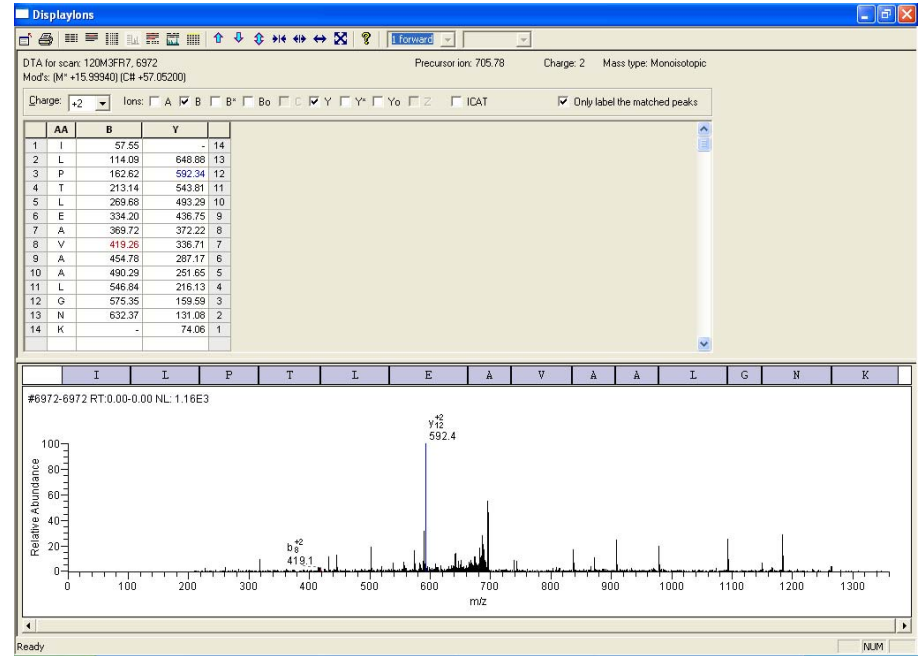 DisplayIons
1 forward
DTA for scan: 120M3FR7, 6972 Precursor ion: 705.78 Charge: 2 Mass type: Monoisotopic
Mod's: (M* +15.99940) (C# +57.05200)
Charge: +2 Ions: A B B* Bo C Y Y* Yo Z ICAT Only label the matched peaks
AA B Y
1 I 57.55 - 14
2 L 114.09 648.88 13
3 P 162.62 592.34 12
4 T 213.14 543.81 11
5 L 269.68 493.29 10
6 E 334.20 436.75 9
7 A 369.72 372.22 8
8 V 419.26 336.71 7
9 A 454.78 287.17 6
10 A 490.29 251.65 5
11 L 546.84 216.13 4
12 G 575.35 159.59 3
13 N 632.37 131.08 2
14 K - 74.06 1
I L P T L E A V A A L G N K
#6972-6972 RT:0.00-0.00 NL: 1.16E3
y12 +2
592.4
100
80
60
40
20
0
Relative Abundance
b8 +2
419.1
0 100 200 300 400 500 600 700 800 900 1000 1100 1200 1300
m/z
Ready NUM